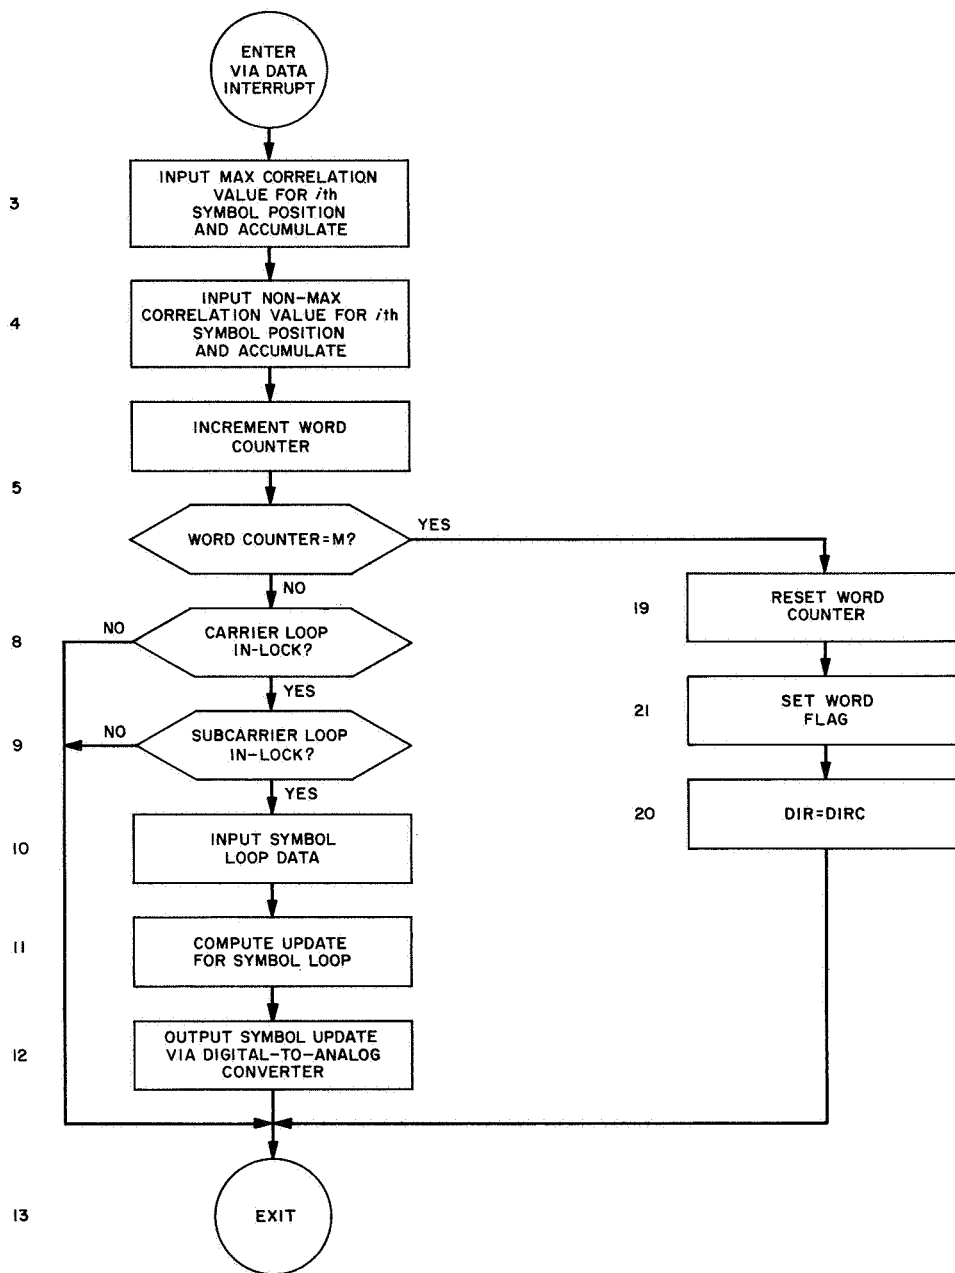 ENTER
VIA DATA
INTERRUPT
3
INPUT MAX CORRELATION
VALUE FOR ith
SYMBOL POSITION
AND ACCUMULATE
4
INPUT NON-MAX
CORRELATION VALUE FOR ith
SYMBOL POSITION
AND ACCUMULATE
INCREMENT WORD
COUNTER
5
WORD COUNTER=M?
YES
NO
19
RESET WORD
COUNTER
8
NO
CARRIER LOOP
IN-LOCK?
YES
21
SET WORD
FLAG
9
NO
SUBCARRIER LOOP
IN-LOCK?
YES
20
DIR=DIRC
10
INPUT SYMBOL
LOOP DATA
11
COMPUTE UPDATE
FOR SYMBOL LOOP
12
OUTPUT SYMBOL UPDATE
VIA DIGITAL-TO-ANALOG
CONVERTER
13
EXIT